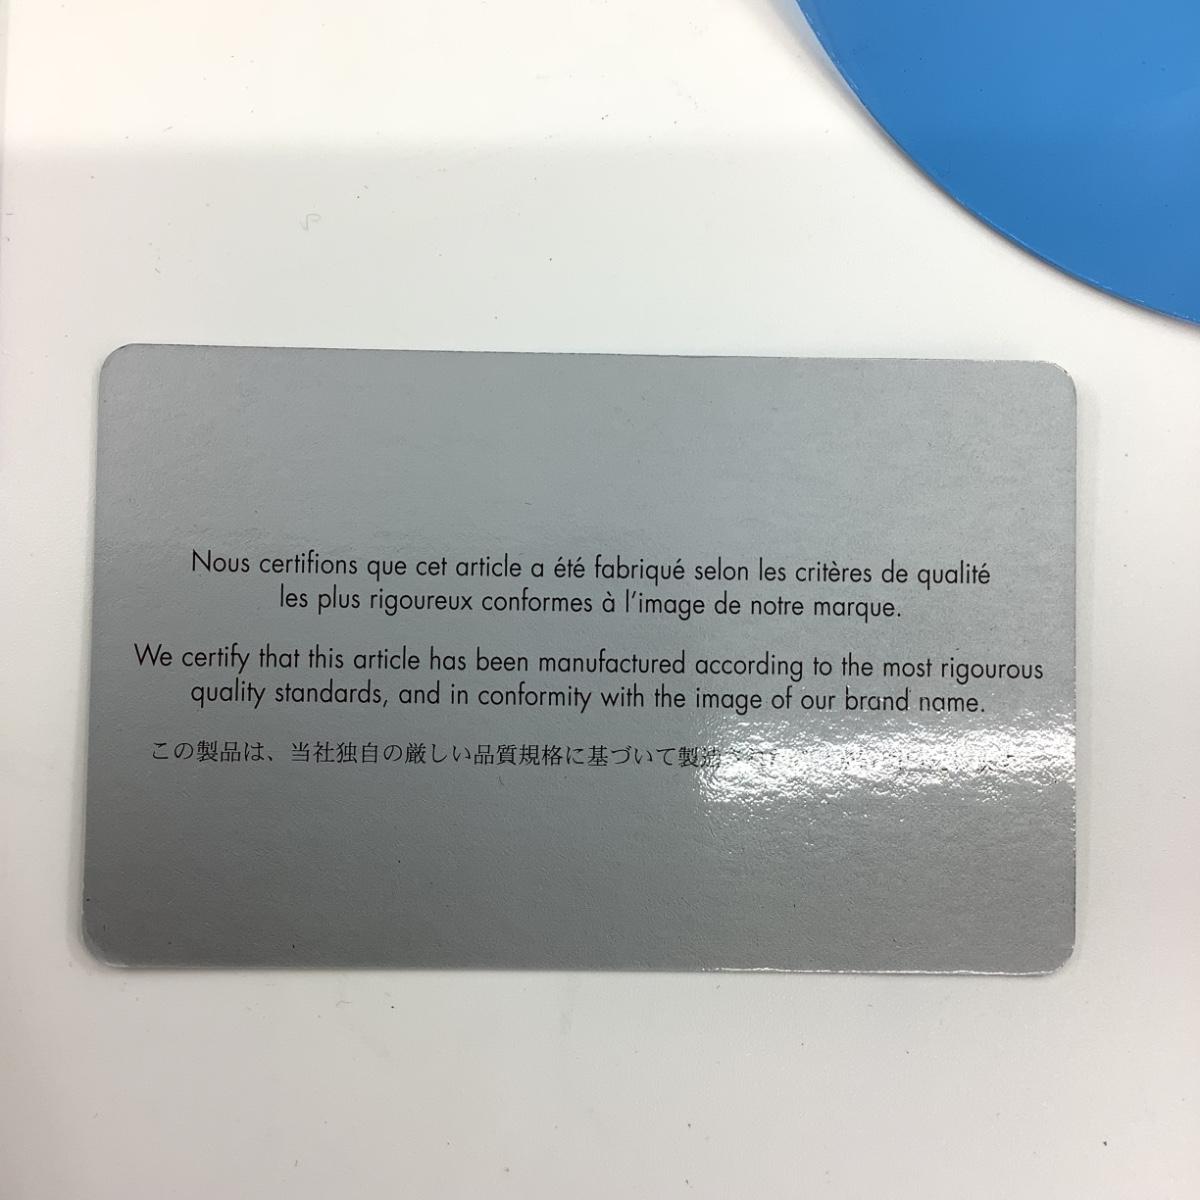 Nous certifions que cet article a été fabriqué selon les critères de qualité
les plus rigoureux conformes à l'image de notre marque.
We certify that this article has been manufactured according to the most rigourous
quality standards, and in conformity with the image of our brand name.
この製品は、当社独自の厳しい品質規格に基づいて製造